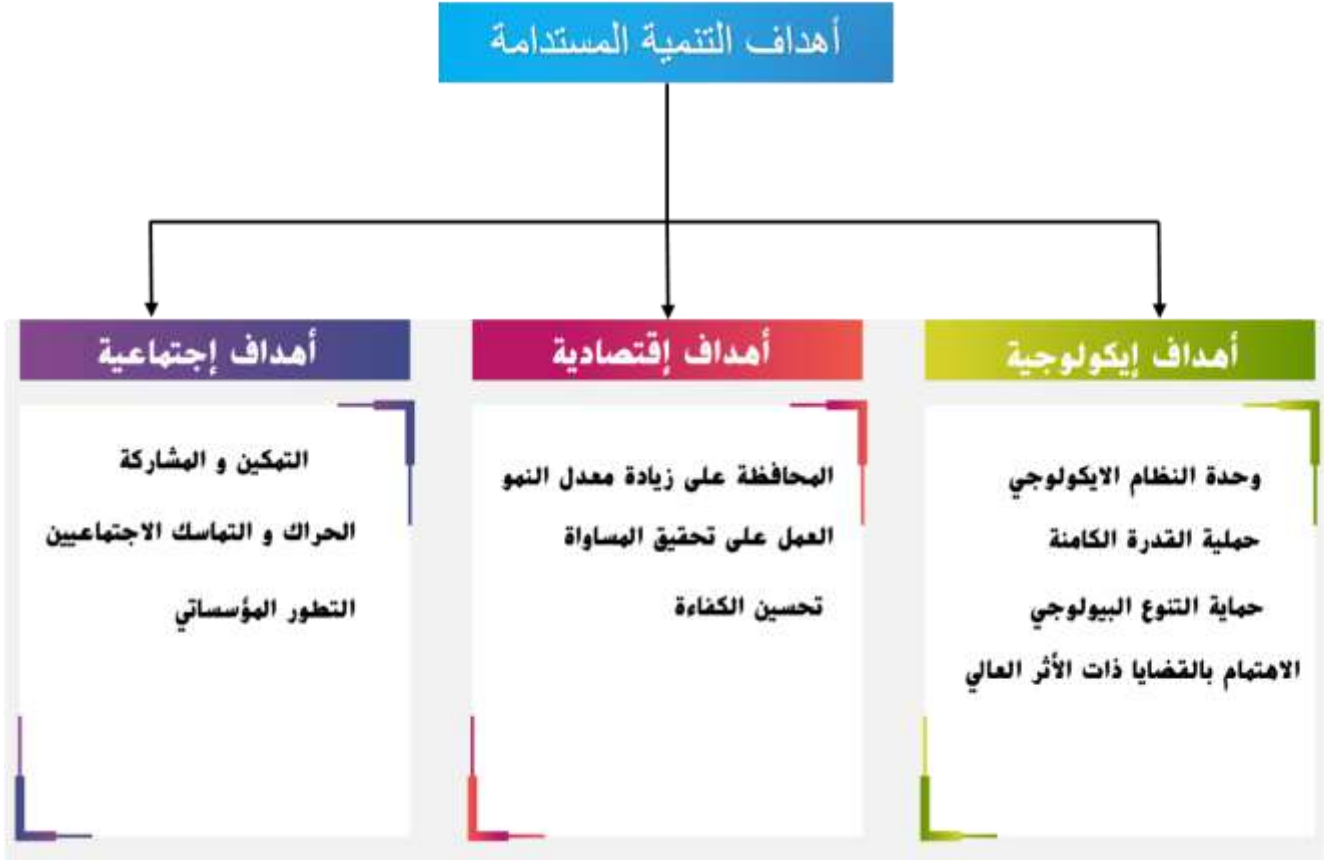 أهداف التنمية المستدامة
أهداف إيكولوجية
وحدة النظام الايكولوجي
حملية القدرة الكامنة
حماية التنوع البيولوجي
الاهتمام بالقضايا ذات الأثر العالي
أهداف إقتصادية
المحافظة على زيادة معدل النمو
العمل على تحقيق المساواة
تحسين الكفاءة
أهداف إجتماعية
التمكين و المشاركة
الحراك و التماسك الاجتماعيين
التطور المؤسساتي